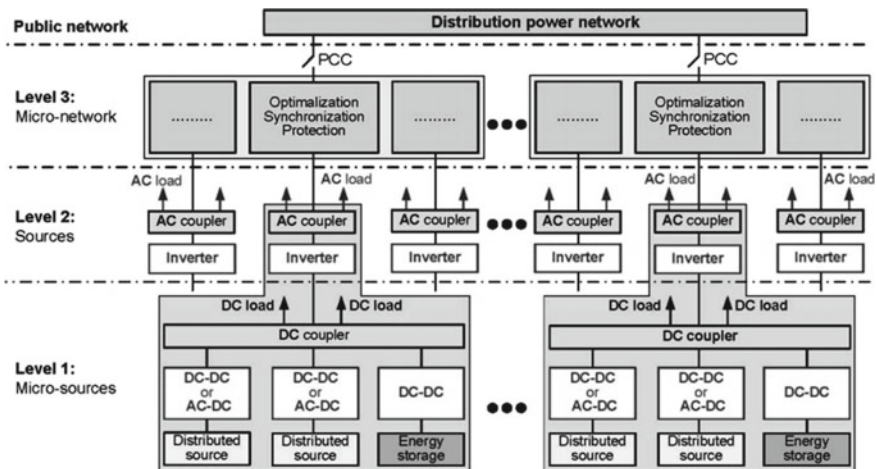 Public network
Distribution power network
PCC
PCC
Level 3:
Micro-network
.........
Optimalization
Synchronization
Protection
.........
.........
Optimalization
Synchronization
Protection
.........
AC load
AC load
AC load
AC load
AC load
Level 2:
Sources
AC coupler
AC coupler
AC coupler
AC coupler
AC coupler
AC coupler
Inverter
Inverter
Inverter
Inverter
Inverter
Inverter
DC load
DC load
DC load
DC load
DC coupler
DC coupler
Level 1:
Micro-sources
DC-DC
or
AC-DC
DC-DC
or
AC-DC
DC-DC
DC-DC
or
AC-DC
DC-DC
or
AC-DC
DC-DC
Distributed
source
Distributed
source
Energy
storage
Distributed
source
Distributed
source
Energy
storage